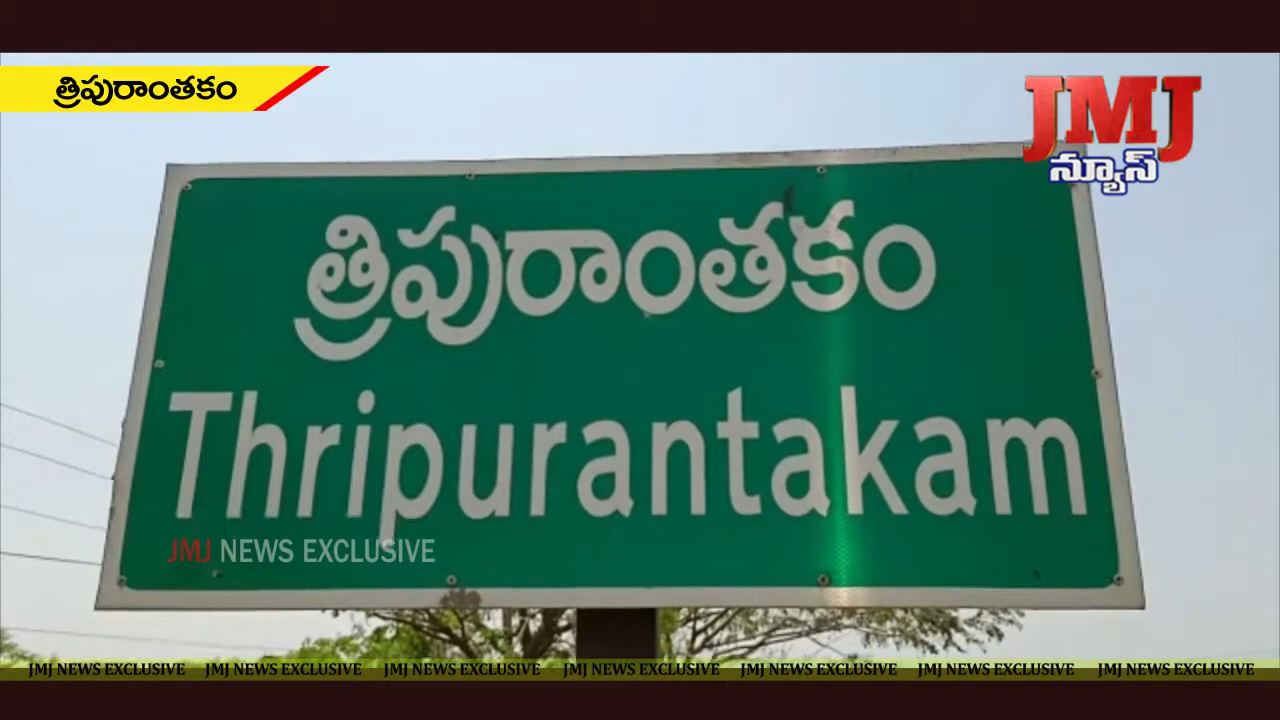 త్రిపురాంతకం
JMJ
న్యూస్
త్రిపురాంతకం
Thripurantakam
JMJ NEWS EXCLUSIVE
JMJ NEWS EXCLUSIVE JMJ NEWS EXCLUSIVE JMJ NEWS EXCLUSIVE JMJ NEWS EXCLUSIVE JMJ NEWS EXCLUSIVE JMJ NEWS EXCLUSIVE JMJ NEWS EXCLUSIVE